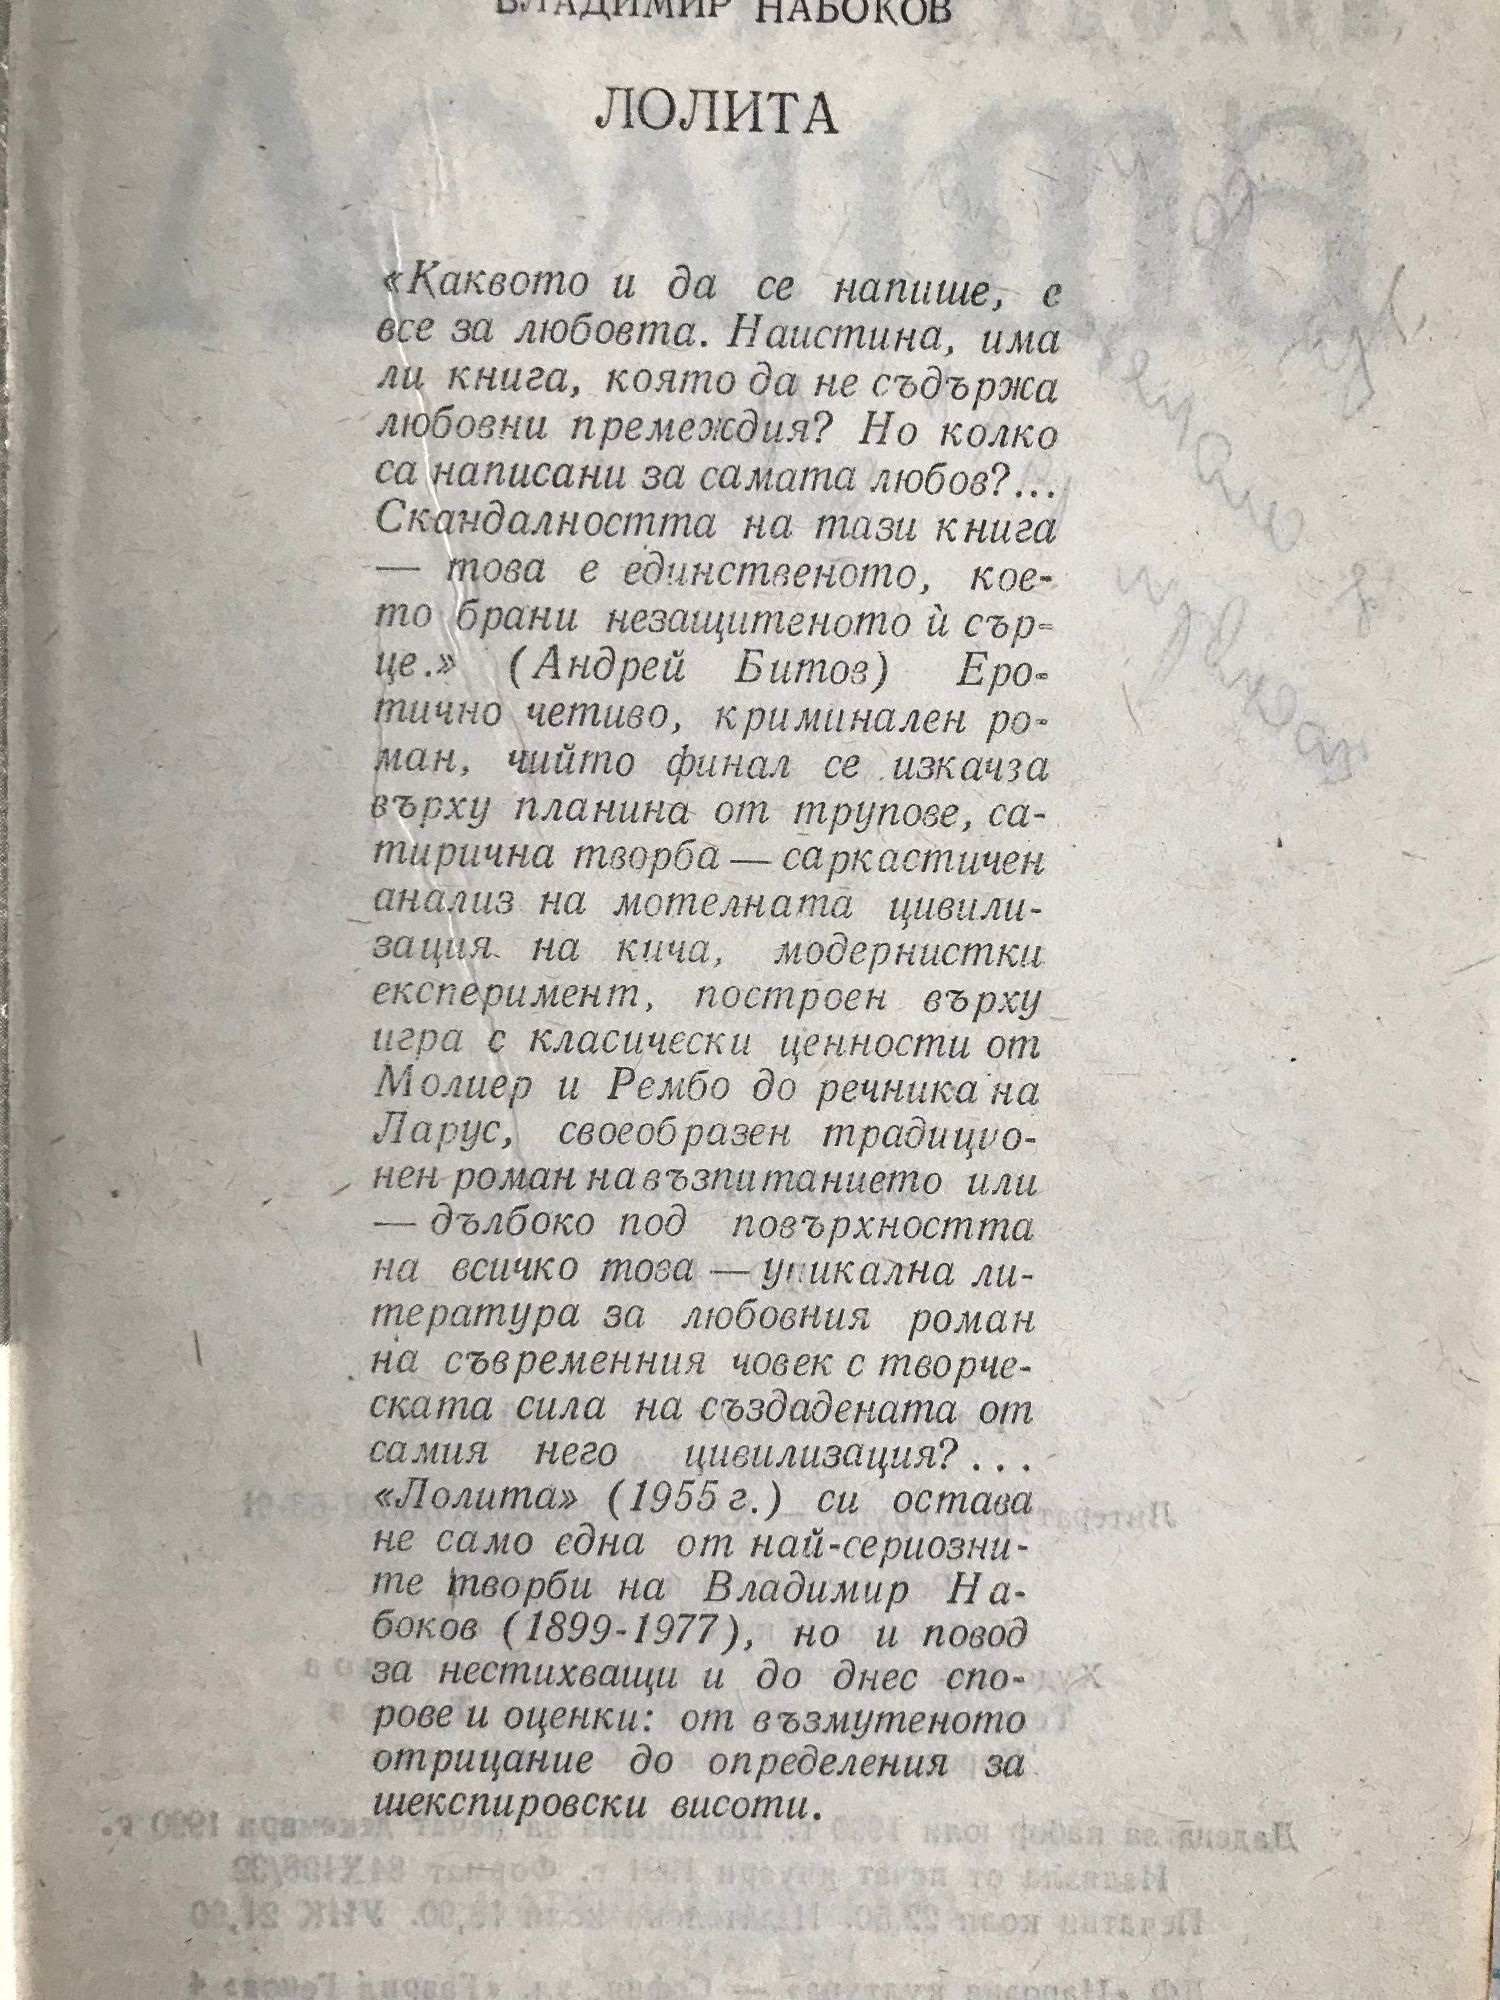 ВЛАДИМИР НАБОКОВ
ЛОЛИТА
«Каквото и да се напише, е
все за любовта. Наистина, има
ли книга, която да не съдържа
любовни премеждия? Но колко
са написани за самата любов?...
Скандалността на тази книга
— това е единственото, кое-
то брани незащитеното ѝ сър-
це.» (Андрей Битов) Еро-
тично четиво, криминален ро-
ман, чийто финал се изкачва
върху планина от трупове, са-
тирична творба — саркастичен
анализ на мотелната цивили-
зация на кича, модернистки
експеримент, построен върху
игра с класически ценности от
Молиер и Рембо до речника на
Ларус, своеобразен традицио-
нен роман на възпитанието или
— дълбоко под повърхността
на всичко това — уникална ли-
тература за любовния роман
на съвременния човек с творче-
ската сила на създадената от
самия него цивилизация?...
«Лолита» (1955 г.) си остава
не само една от най-сериозни-
те творби на Владимир На-
боков (1899-1977), но и повод
за нестихващи и до днес спо-
рове и оценки: от възмутеното
отрицание до определения за
шекспировски висоти.